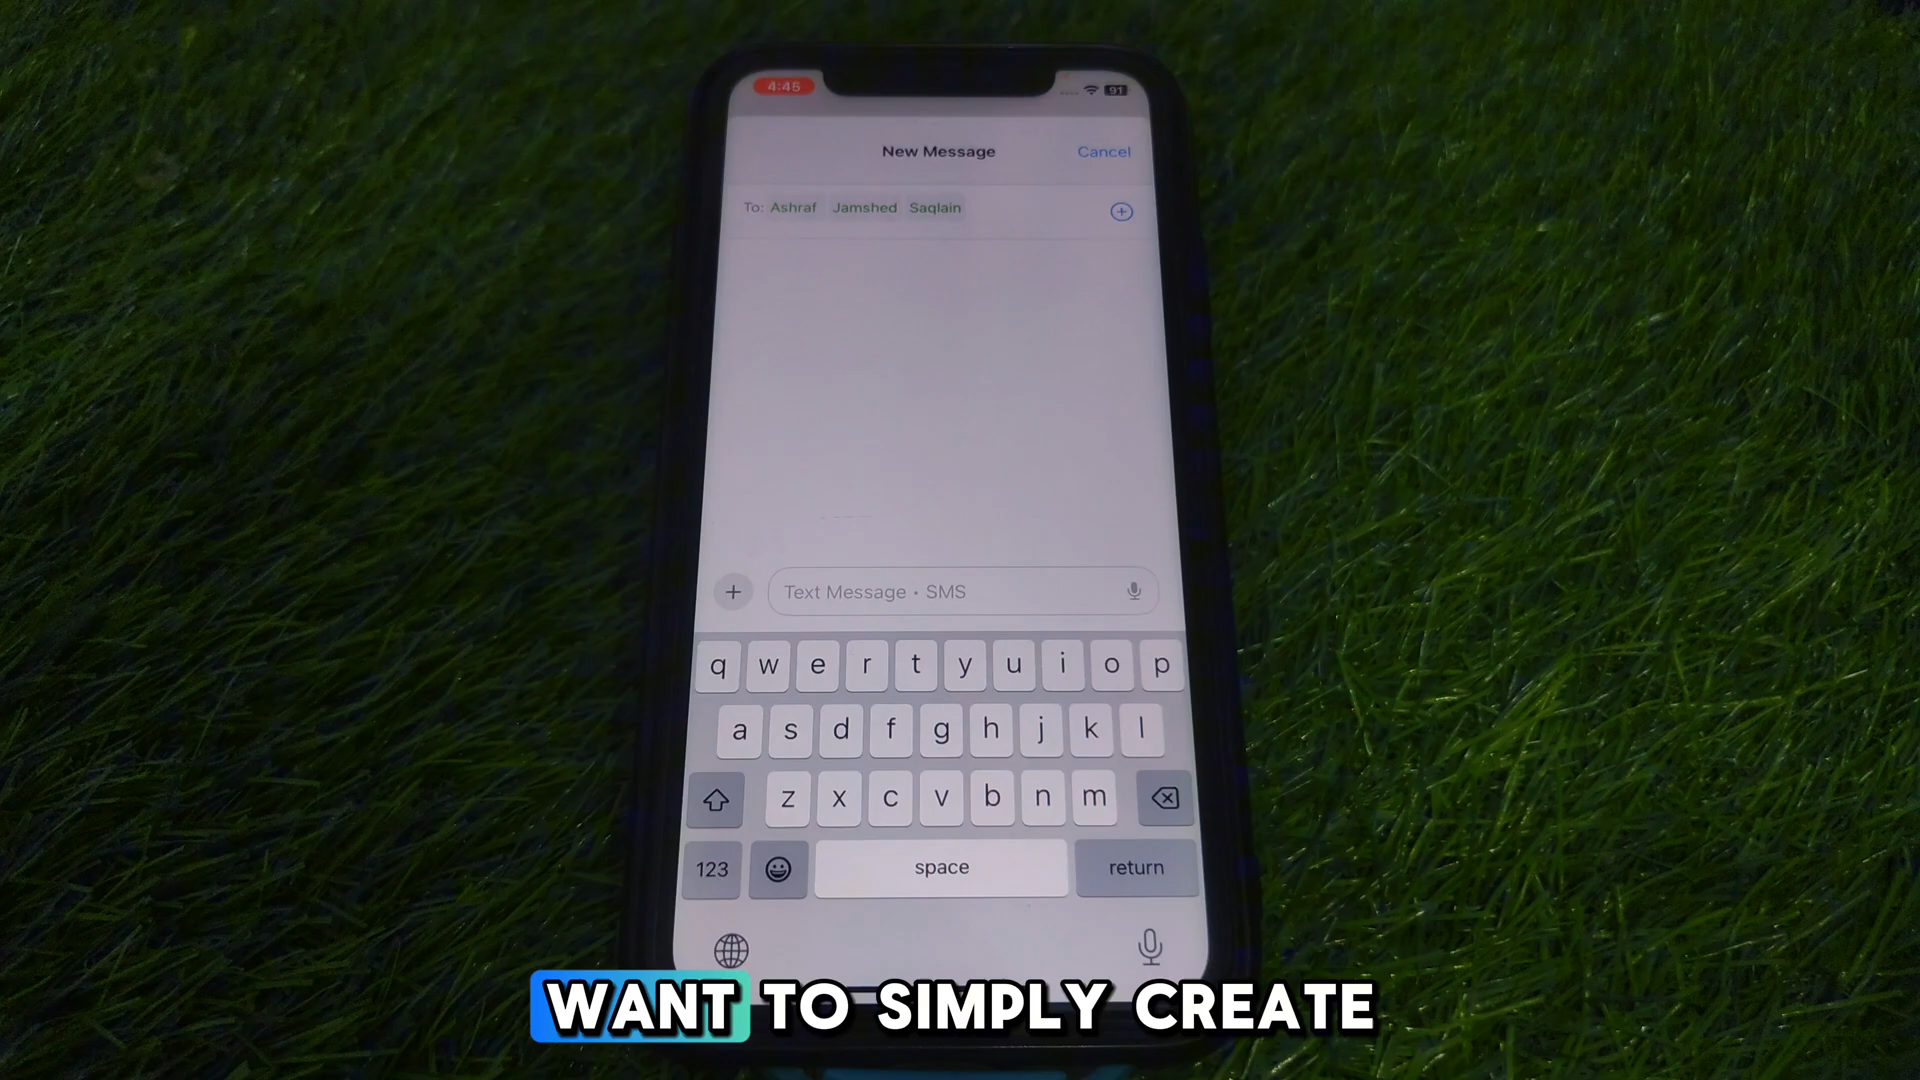 4:45
91
New Message
Cancel
To: Ashraf Jamshed Saqlain
Text Message • SMS
q w e r t y u i o p
a s d f g h j k l
z x c v b n m
123
space
return
WANT TO SIMPLY CREATE